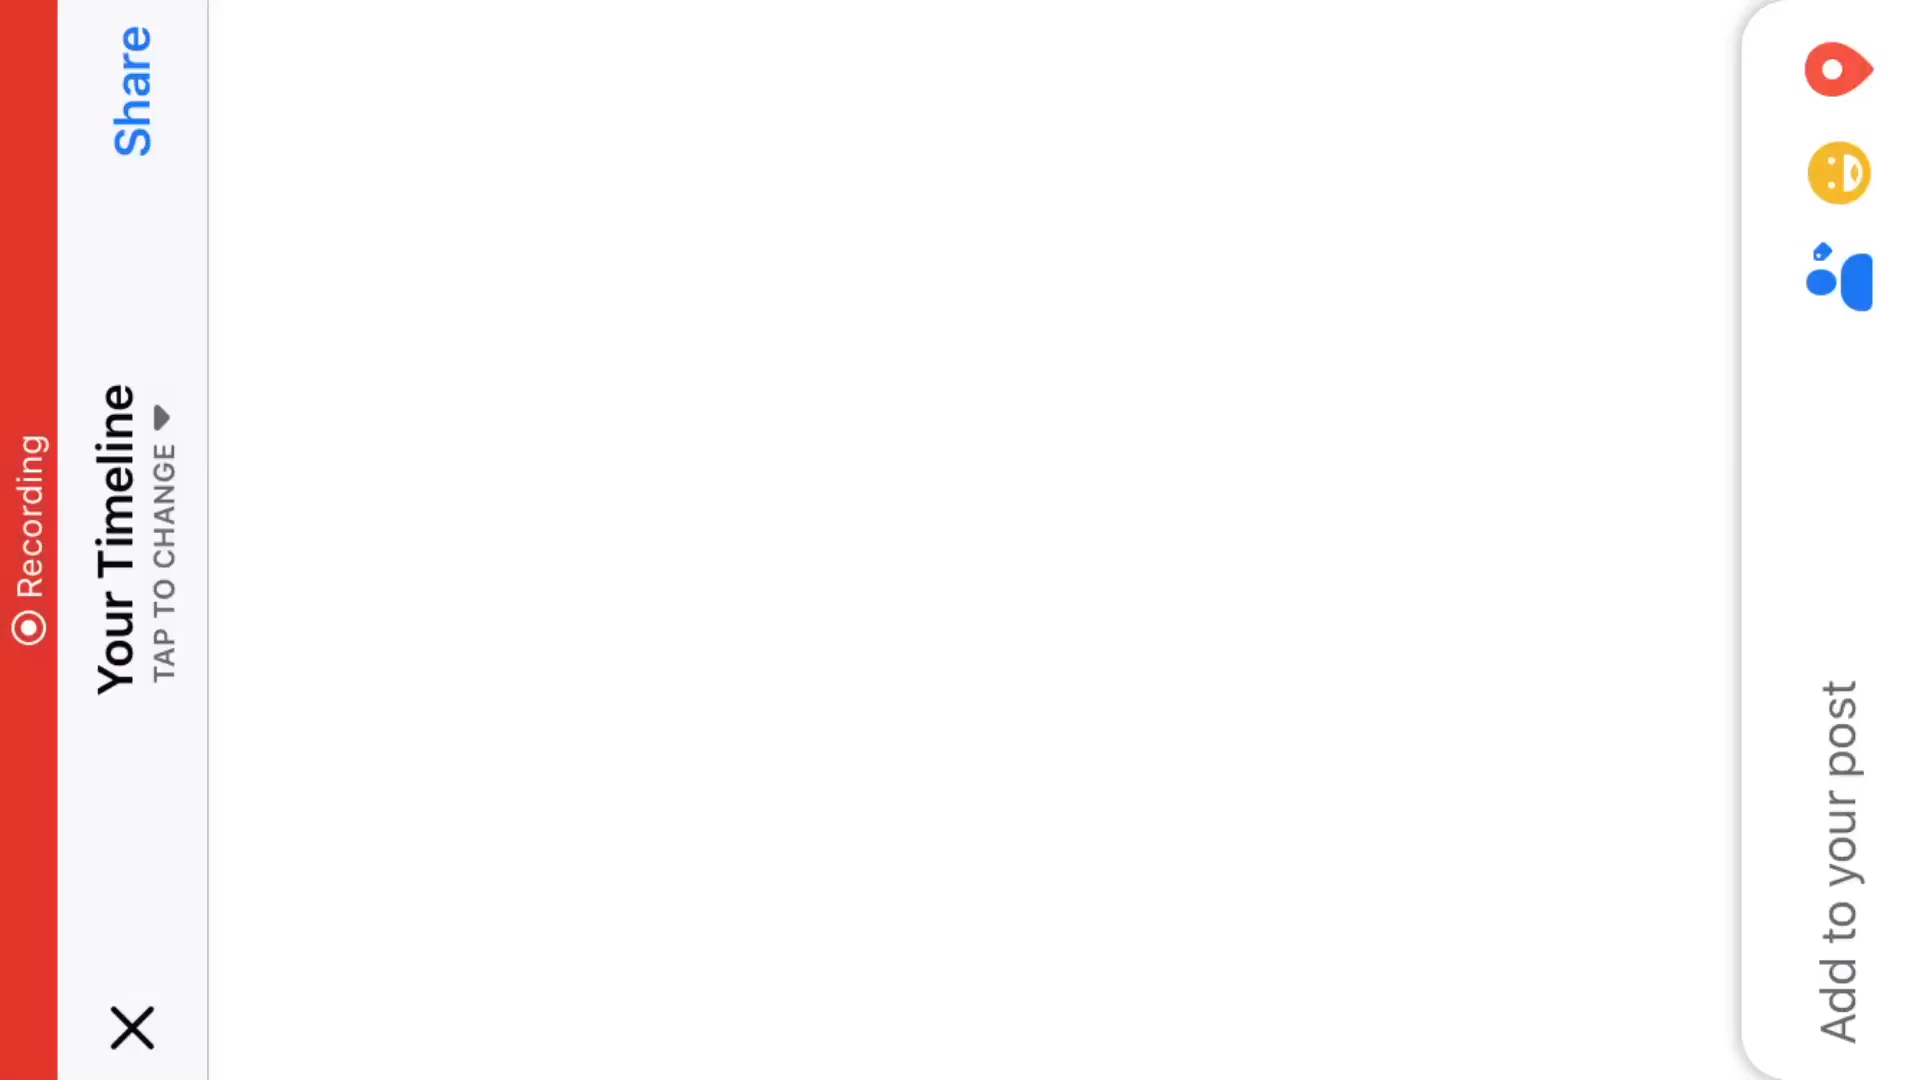 Recording
Your Timeline
TAP TO CHANGE
Share
Add to your post